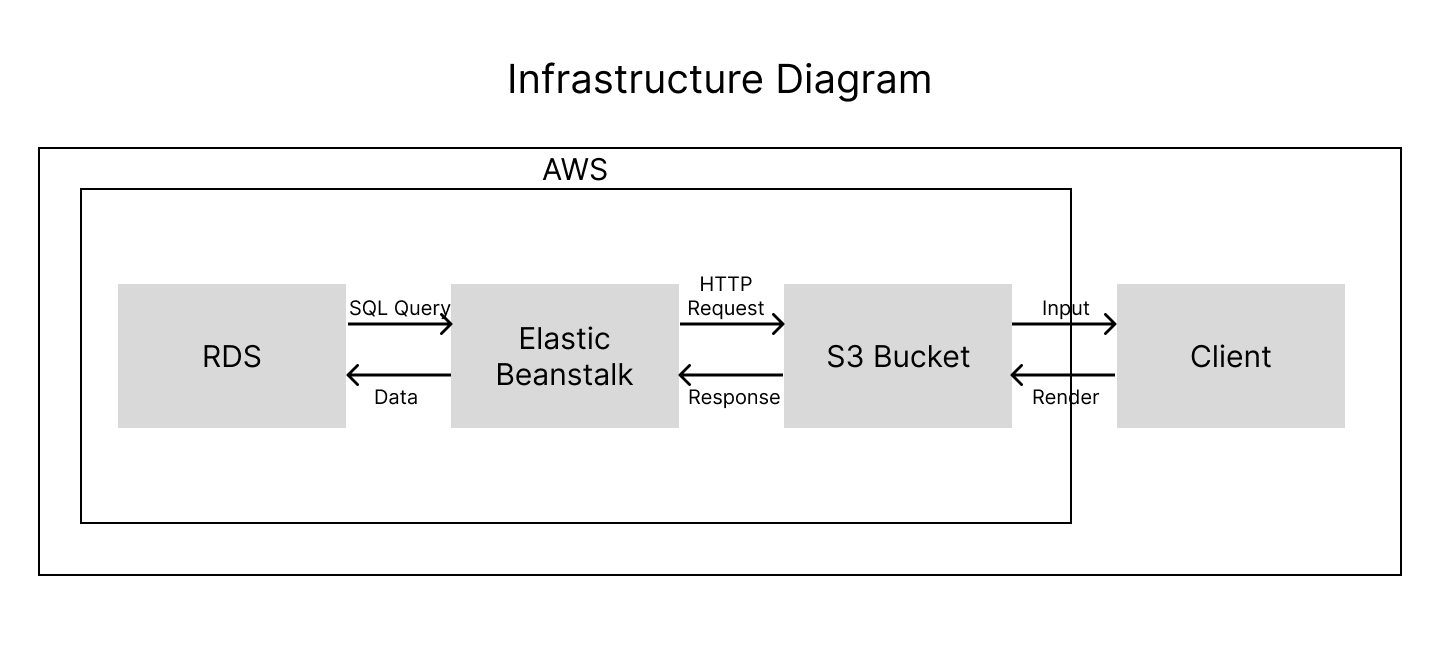 Infrastructure Diagram
AWS
RDS
SQL Query
Data
Elastic
Beanstalk
HTTP
Request
Response
S3 Bucket
Input
Render
Client